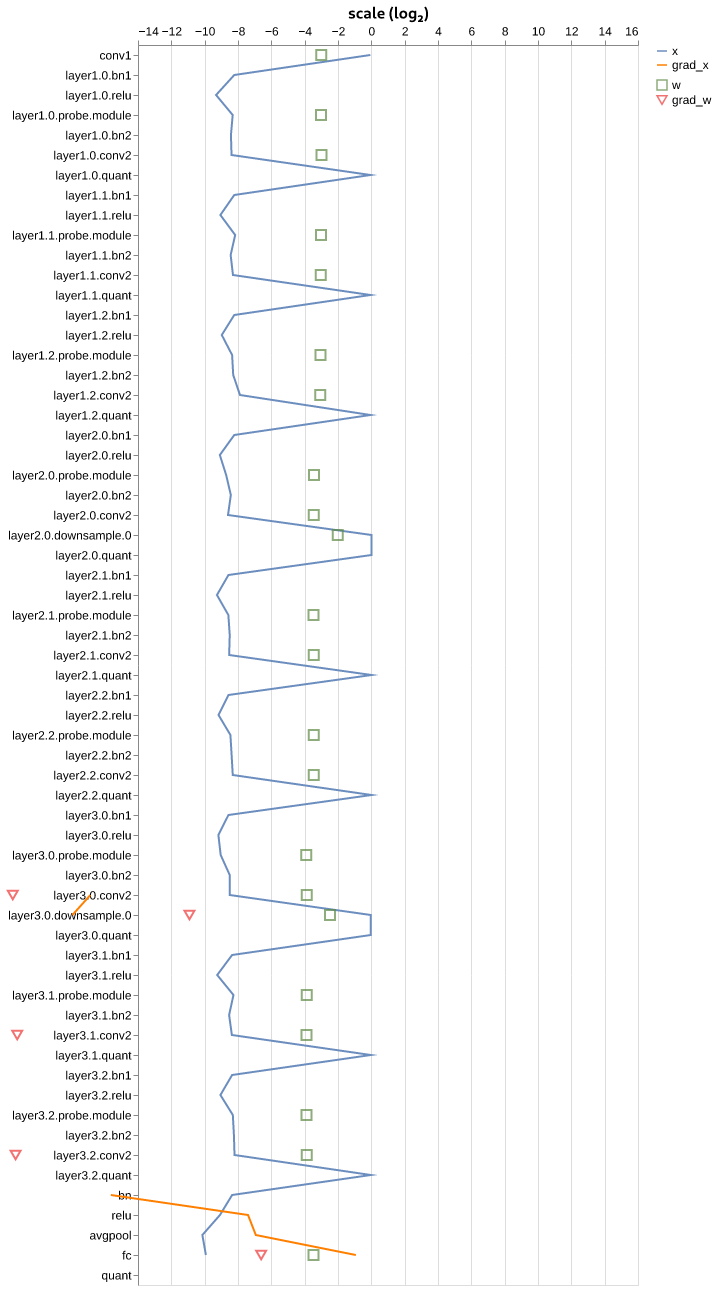 scale (log₂)
−14 −12 −10 −8 −6 −4 −2 0 2 4 6 8 10 12 14 16
x
grad_x
w
grad_w
conv1
layer1.0.bn1
layer1.0.relu
layer1.0.probe.module
layer1.0.bn2
layer1.0.conv2
layer1.0.quant
layer1.1.bn1
layer1.1.relu
layer1.1.probe.module
layer1.1.bn2
layer1.1.conv2
layer1.1.quant
layer1.2.bn1
layer1.2.relu
layer1.2.probe.module
layer1.2.bn2
layer1.2.conv2
layer1.2.quant
layer2.0.bn1
layer2.0.relu
layer2.0.probe.module
layer2.0.bn2
layer2.0.conv2
layer2.0.downsample.0
layer2.0.quant
layer2.1.bn1
layer2.1.relu
layer2.1.probe.module
layer2.1.bn2
layer2.1.conv2
layer2.1.quant
layer2.2.bn1
layer2.2.relu
layer2.2.probe.module
layer2.2.bn2
layer2.2.conv2
layer2.2.quant
layer3.0.bn1
layer3.0.relu
layer3.0.probe.module
layer3.0.bn2
layer3.0.conv2
layer3.0.downsample.0
layer3.0.quant
layer3.1.bn1
layer3.1.relu
layer3.1.probe.module
layer3.1.bn2
layer3.1.conv2
layer3.1.quant
layer3.2.bn1
layer3.2.relu
layer3.2.probe.module
layer3.2.bn2
layer3.2.conv2
layer3.2.quant
bn
relu
avgpool
fc
quant